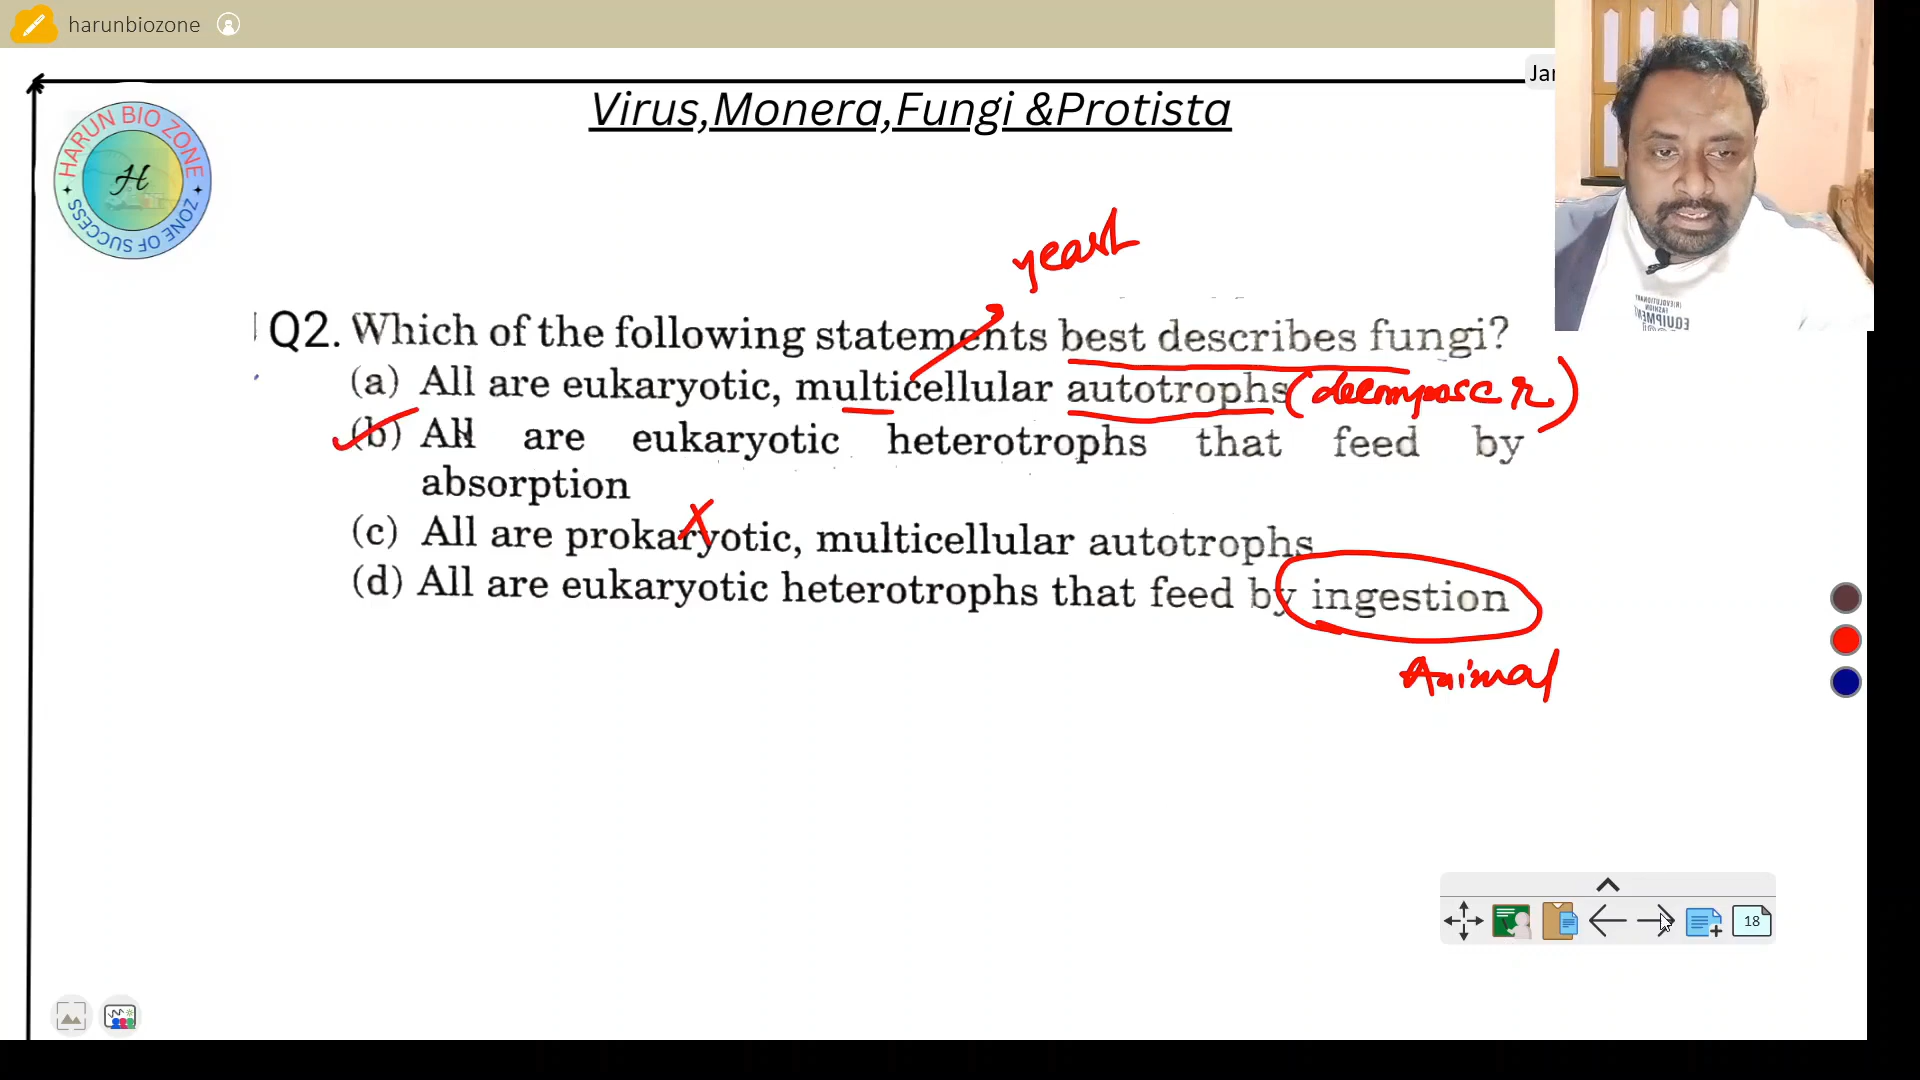 harunbiozone
Jar
Virus,Monera,Fungi &Protista
HARUN BIO ZONE
H
ZONE OF SUCCESS
yeast
Q2. Which of the following statements best describes fungi?
(a) All are eukaryotic, multicellular autotrophs (decomposer)
(b) All are eukaryotic heterotrophs that feed by
absorption
(c) All are prokaryotic, multicellular autotrophs
X
(d) All are eukaryotic heterotrophs that feed by ingestion
Animal
18